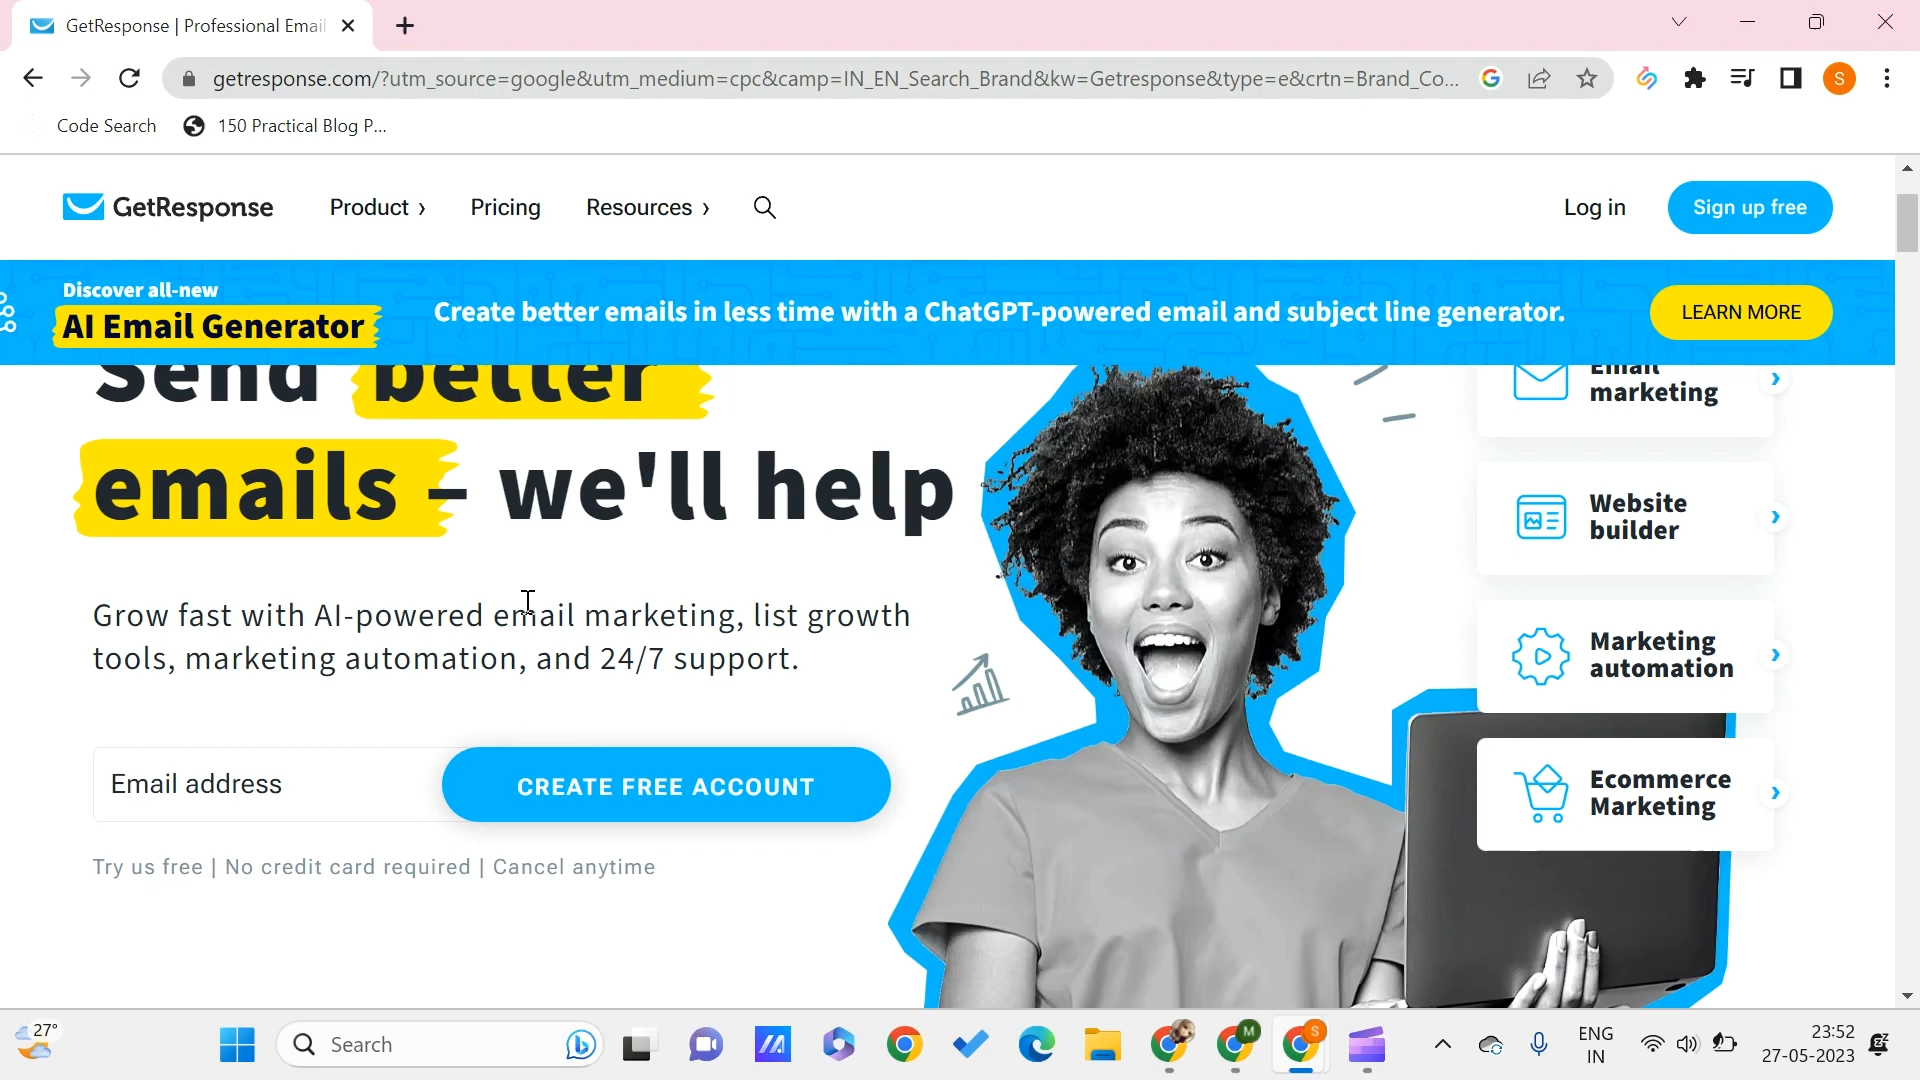 GetResponse | Professional Email
getresponse.com/?utm_source=google&utm_medium=cpc&camp=IN_EN_Search_Brand&kw=Getresponse&type=e&crtn=Brand_Co...
S
Code Search
150 Practical Blog P...
GetResponse
Product
Pricing
Resources
Log in
Sign up free
Discover all-new
AI Email Generator
Create better emails in less time with a ChatGPT-powered email and subject line generator.
LEARN MORE
Send better
emails – we'll help
Grow fast with AI-powered email marketing, list growth
tools, marketing automation, and 24/7 support.
Email address
CREATE FREE ACCOUNT
Try us free | No credit card required | Cancel anytime
Email
marketing
Website
builder
Marketing
automation
Ecommerce
Marketing
27°
Search
M
S
ENG
IN
23:52
27-05-2023